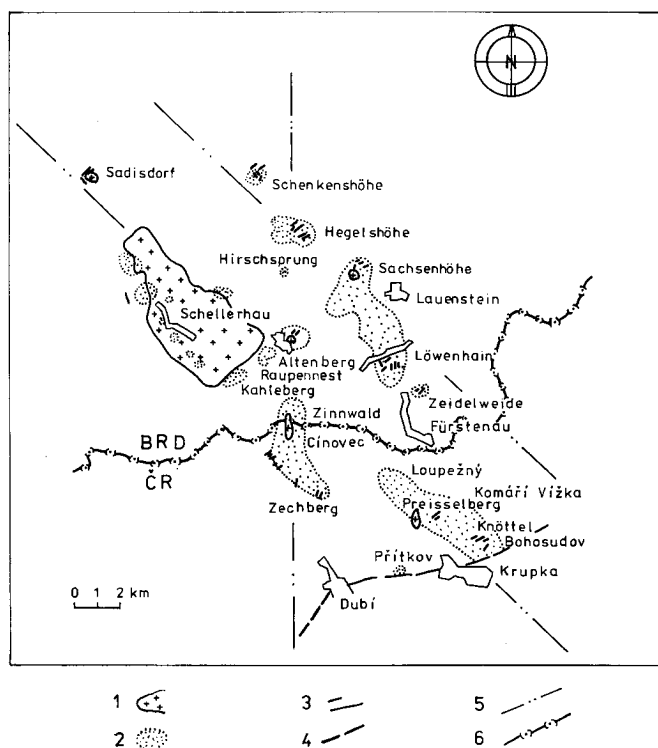 N
Sadisdorf
Schenkenshöhe
Hegelshöhe
Hirschsprung
Sachsenhöhe
Lauenstein
Schellerhau
Altenberg
Löwenhain
Raupennest
Kahleberg
Zeidelweide
Zinnwald
Fürstenau
BRD
Cínovec
ČR
Loupežný
Komáří Vížka
Zechberg
Preisselberg
Knöttel
Bohosudov
Přítkov
Krupka
0 1 2 km
Dubí
1 3 5
2 4 6